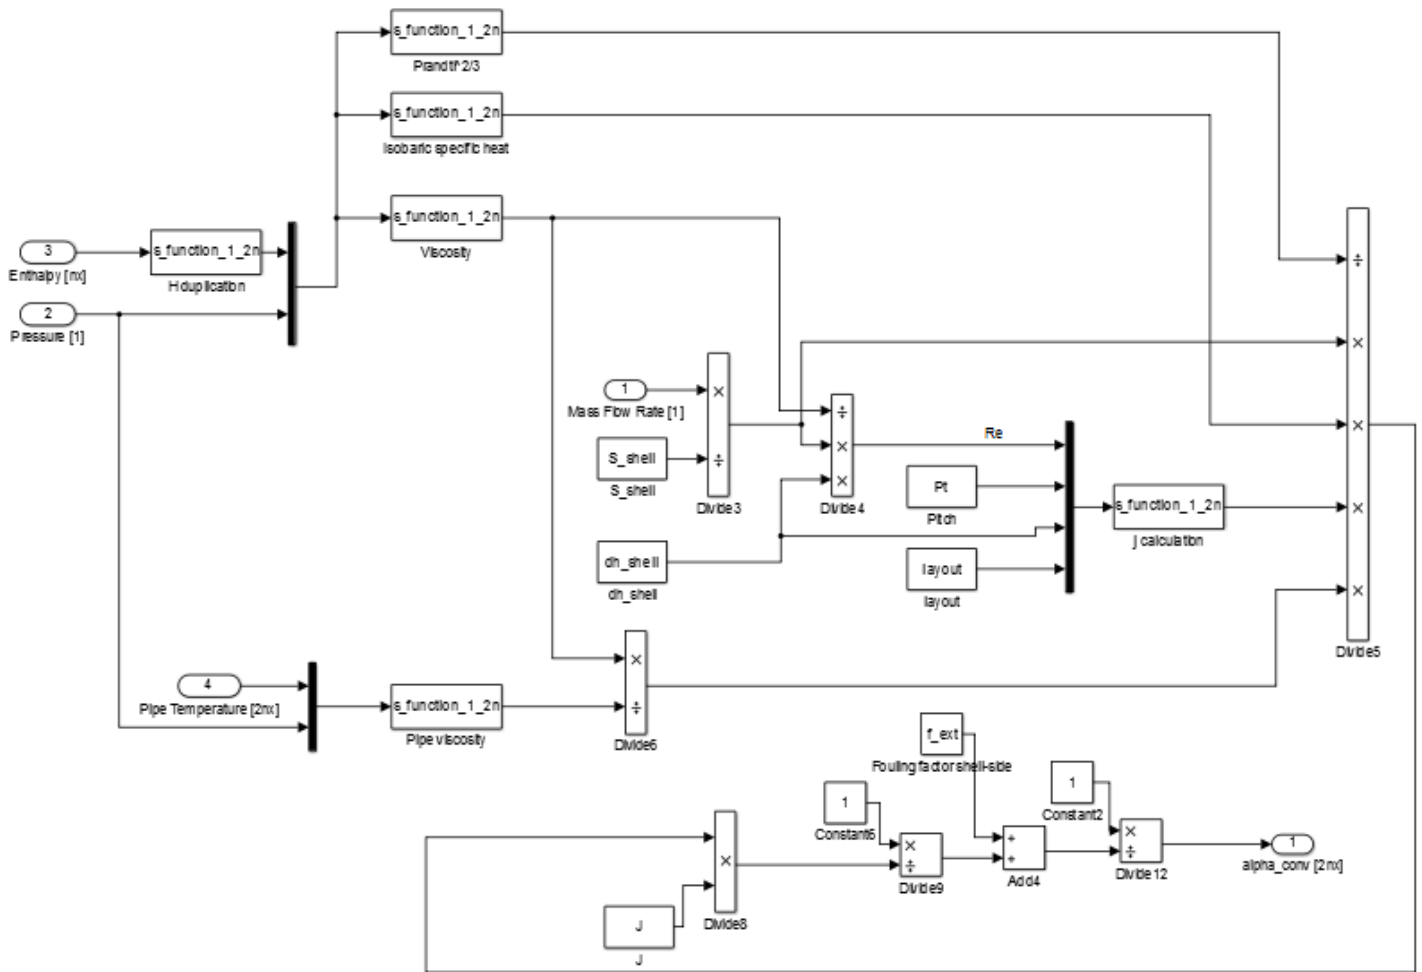 s_function_1_2n
Prandtl^2/3
s_function_1_2n
Isobaric specific heat
s_function_1_2n
Viscosity
3
Enthalpy [nx]
s_function_1_2n
H duplication
2
Pressure [1]
÷
×
×
×
×
Divide5
1
Mass Flow Rate [1]
S_shell
S_shell
×
÷
Divide3
÷
×
×
Divide4
Re
Pt
Pitch
s_function_1_2n
j calculation
dh_shell
dh_shell
layout
layout
4
Pipe Temperature [2nx]
s_function_1_2n
Pipe viscosity
×
÷
Divide6
f_ext
Fouling factor shell-side
1
Constant6
1
Constant2
×
Divide8
J
J
×
÷
Divide9
+
+
Add4
×
÷
Divide12
1
alpha_conv [2nx]